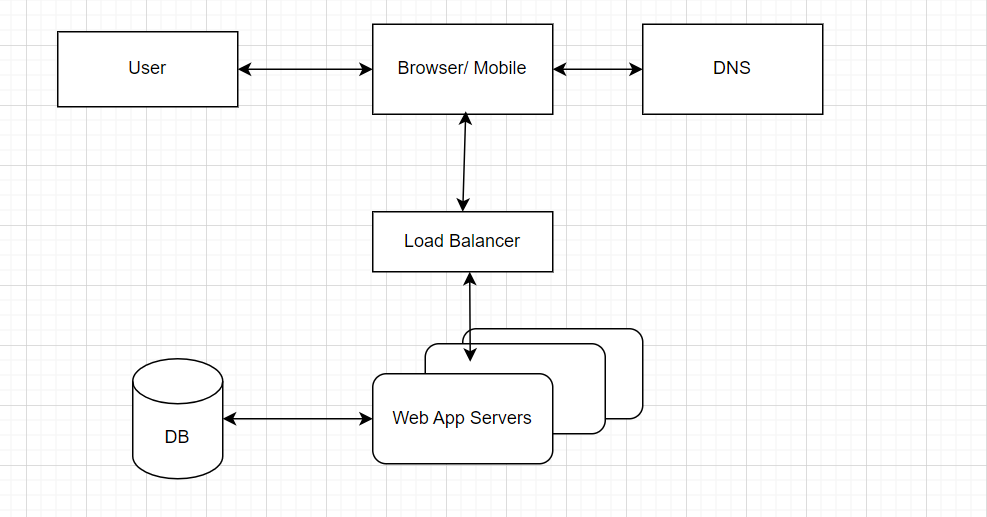 User
Browser/ Mobile
DNS
Load Balancer
Web App Servers
DB